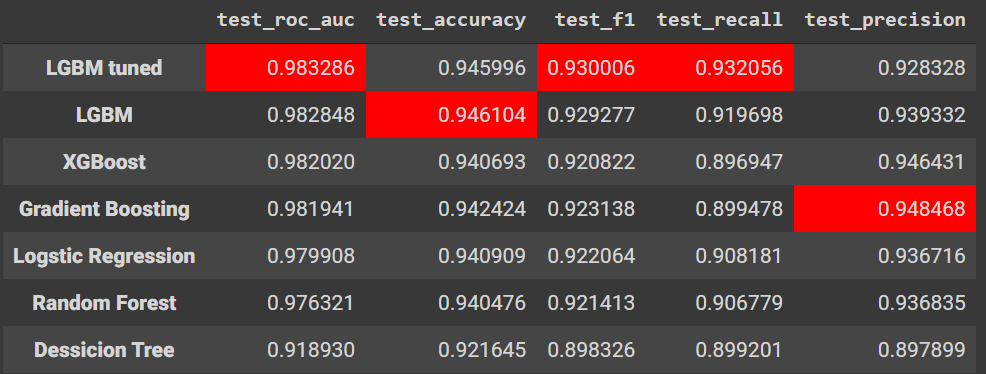 test_roc_auc test_accuracy test_f1 test_recall test_precision
LGBM tuned 0.983286 0.945996 0.930006 0.932056 0.928328
LGBM 0.982848 0.946104 0.929277 0.919698 0.939332
XGBoost 0.982020 0.940693 0.920822 0.896947 0.946431
Gradient Boosting 0.981941 0.942424 0.923138 0.899478 0.948468
Logstic Regression 0.979908 0.940909 0.922064 0.908181 0.936716
Random Forest 0.976321 0.940476 0.921413 0.906779 0.936835
Dessicion Tree 0.918930 0.921645 0.898326 0.899201 0.897899